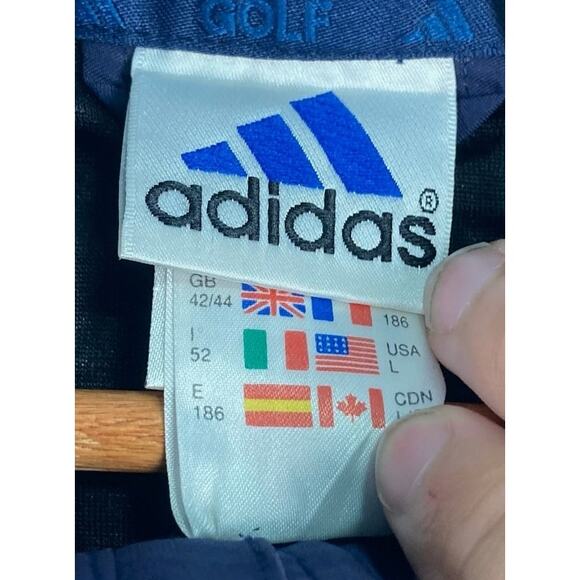 GOLF
adidas®
GB
42/44
186
I
52
USA
L
E
186
CDN